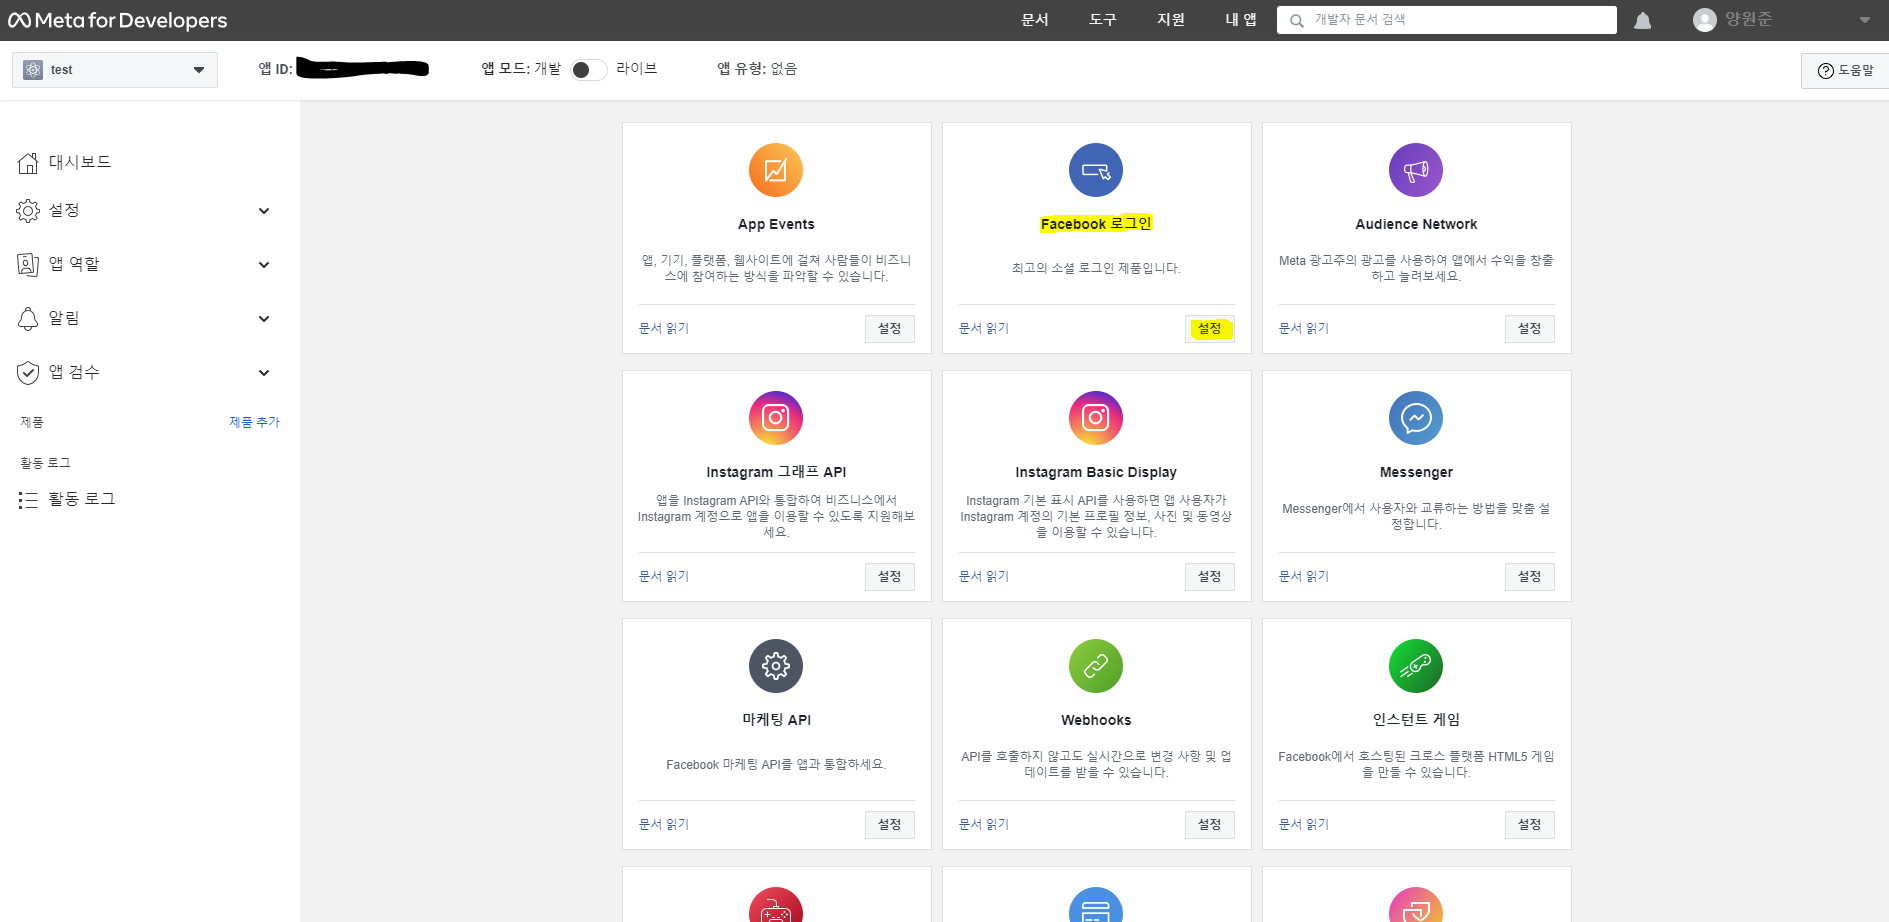 Meta for Developers
문서
도구
지원
내 앱
개발자 문서 검색
양원준
test
앱 ID:
앱 모드: 개발
라이브
앱 유형: 없음
도움말
대시보드
설정
앱 역할
알림
앱 검수
제품
제품 추가
활동 로그
활동 로그
App Events
앱, 기기, 플랫폼, 웹사이트에 걸쳐 사람들이 비즈니
스에 참여하는 방식을 파악할 수 있습니다.
문서 읽기
설정
Facebook 로그인
최고의 소셜 로그인 제품입니다.
문서 읽기
설정
Audience Network
Meta 광고주의 광고를 사용하여 앱에서 수익을 창출
하고 늘려보세요.
문서 읽기
설정
Instagram 그래프 API
앱을 Instagram API와 통합하여 비즈니스에서
Instagram 계정으로 앱을 이용할 수 있도록 지원해보
세요.
문서 읽기
설정
Instagram Basic Display
Instagram 기본 표시 API를 사용하면 앱 사용자가
Instagram 계정의 기본 프로필 정보, 사진 및 동영상
을 이용할 수 있습니다.
문서 읽기
설정
Messenger
Messenger에서 사용자와 교류하는 방법을 맞춤 설
정합니다.
문서 읽기
설정
마케팅 API
Facebook 마케팅 API를 앱과 통합하세요.
문서 읽기
설정
Webhooks
API를 호출하지 않고도 실시간으로 변경 사항 및 업
데이트를 받을 수 있습니다.
문서 읽기
설정
인스턴트 게임
Facebook에서 호스팅된 크로스 플랫폼 HTML5 게임
을 만들 수 있습니다.
문서 읽기
설정